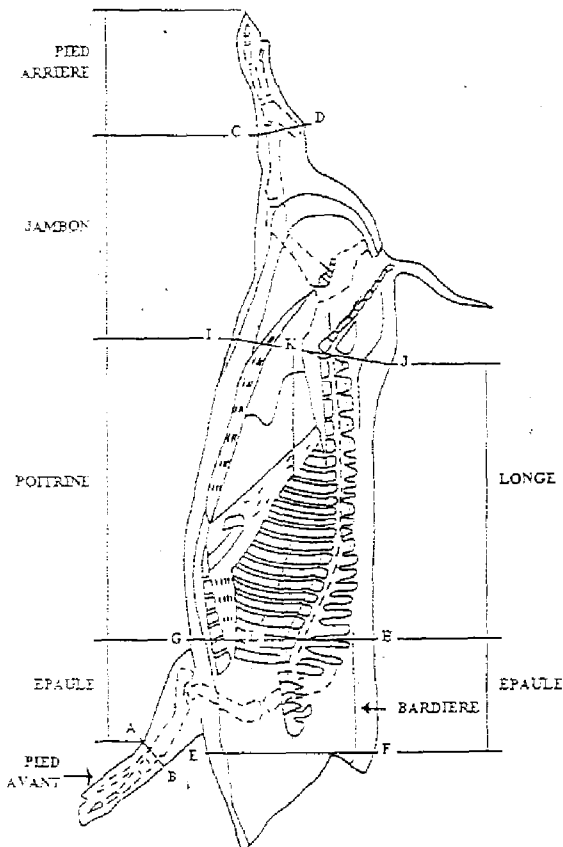 PIED
ARRIERE
C
D
JAMBON
I
K
J
POITRINE
LONGE
G
L
H
EPAULE
EPAULE
BARDIERE
A
E
F
B
PIED
AVANT